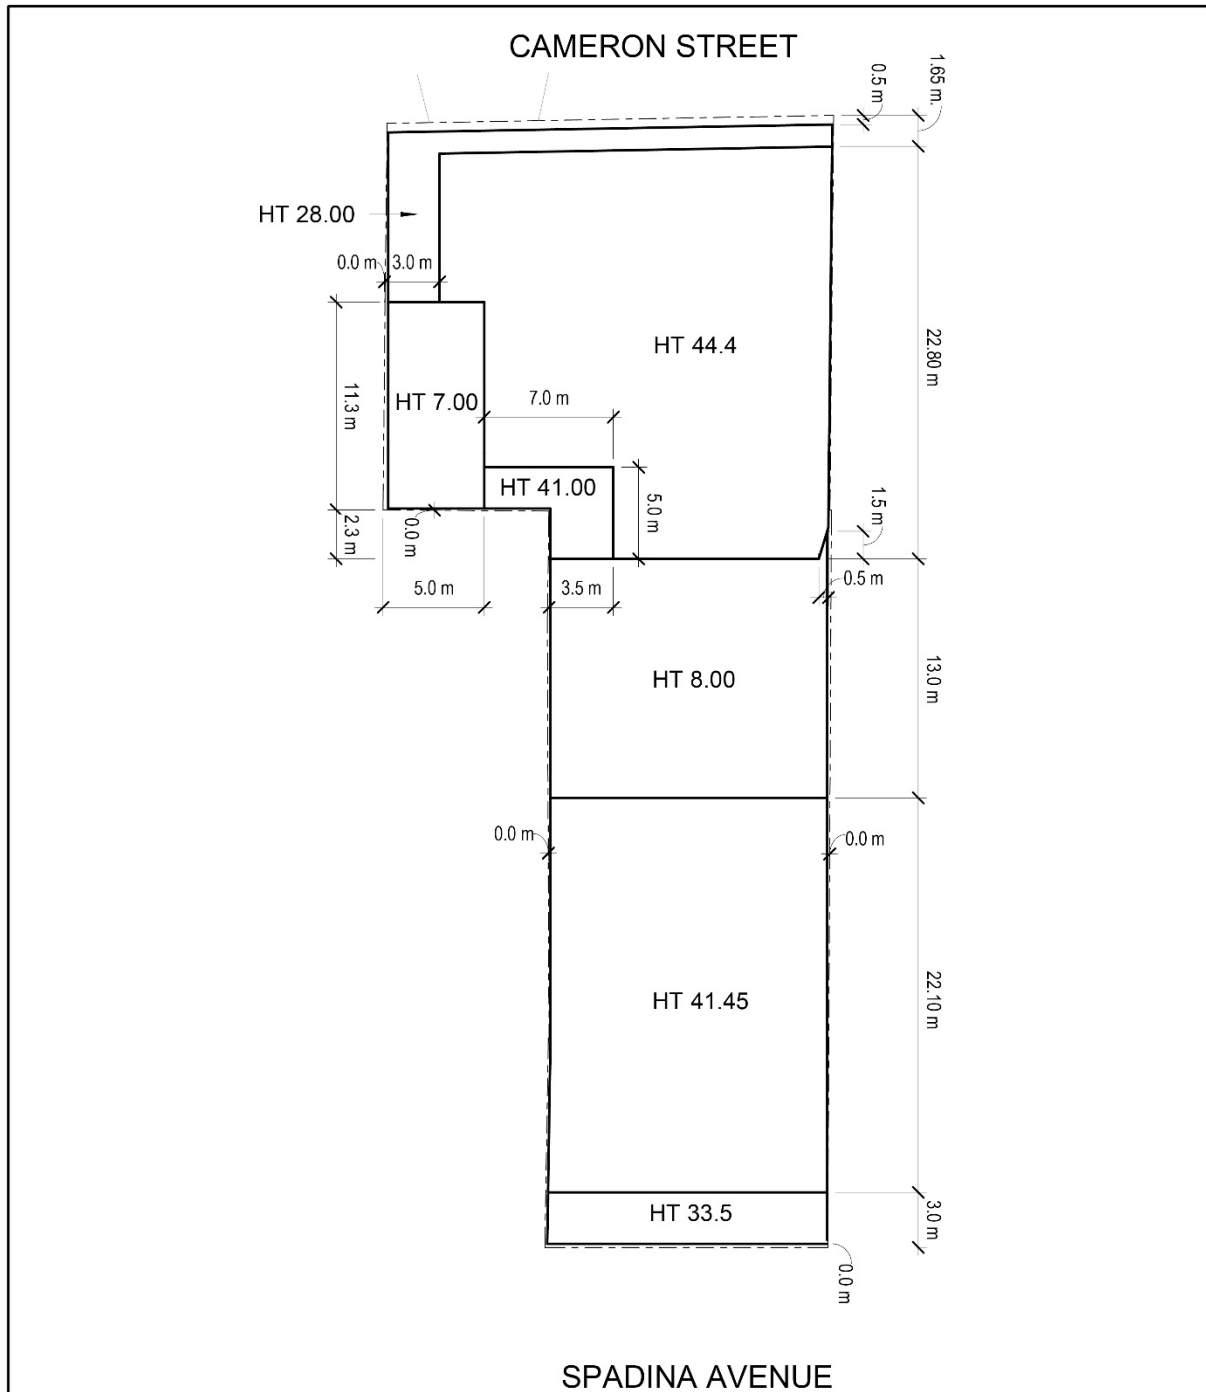 CAMERON STREET
0.5 m
1.65 m.
HT 28.00
0.0 m
3.0 m
HT 44.4
22.80 m
11.3 m
HT 7.00
7.0 m
HT 41.00
5.0 m
1.5 m
2.3 m
0.0 m
5.0 m
3.5 m
0.5 m
HT 8.00
13.0 m
0.0 m
0.0 m
HT 41.45
22.10 m
HT 33.5
3.0 m
0.0 m
SPADINA AVENUE